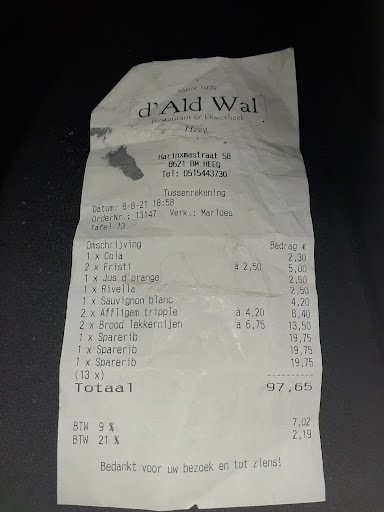 Since 1924
d'Ald Wal
Restaurant & Discotheek
Heeg
Harinxmastraat 58
8621 BM HEEG
Tel: 0515443730
Tussenrekening
Datum: 8-8-21 18:58
OrderNr.: 13147 Verk.: Marloes
Tafel 13
Omschrijving Bedrag €
1 x Cola 2,30
2 x Fristi à 2,50 5,00
1 x Jus d'orange 2,50
1 x Rivella 2,50
1 x Sauvignon blanc 4,20
2 x Affligem tripple à 4,20 8,40
2 x Brood lekkernijen à 6,75 13,50
1 x Sparerib 19,75
1 x Sparerib 19,75
1 x Sparerib 19,75
(13 x)
Totaal 97,65
BTW 9 % 7,02
BTW 21 % 2,19
Bedankt voor uw bezoek en tot ziens!